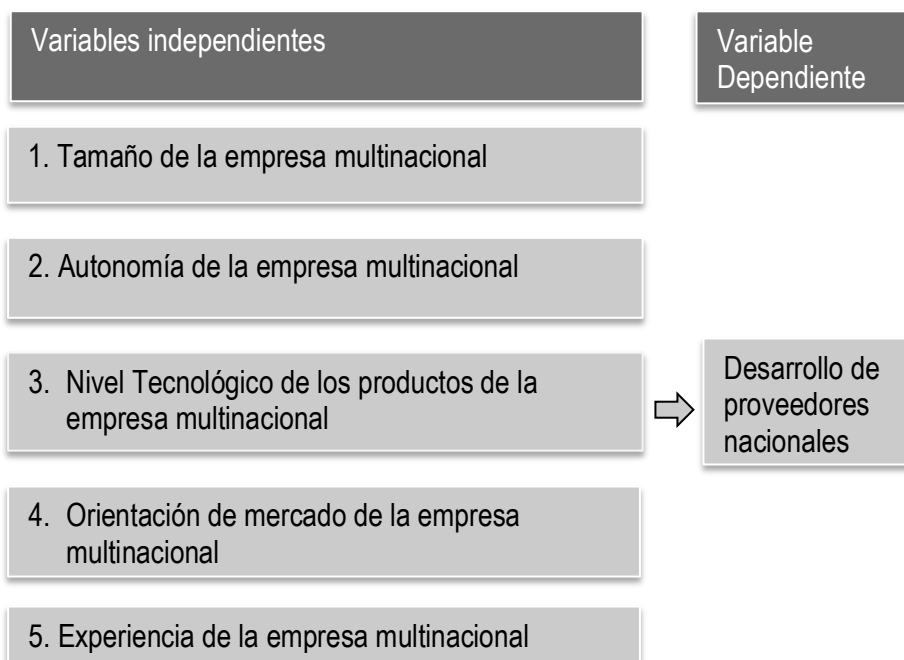 Variables independientes
Variable
Dependiente
1. Tamaño de la empresa multinacional
2. Autonomía de la empresa multinacional
3. Nivel Tecnológico de los productos de la
empresa multinacional
Desarrollo de
proveedores
nacionales
4. Orientación de mercado de la empresa
multinacional
5. Experiencia de la empresa multinacional